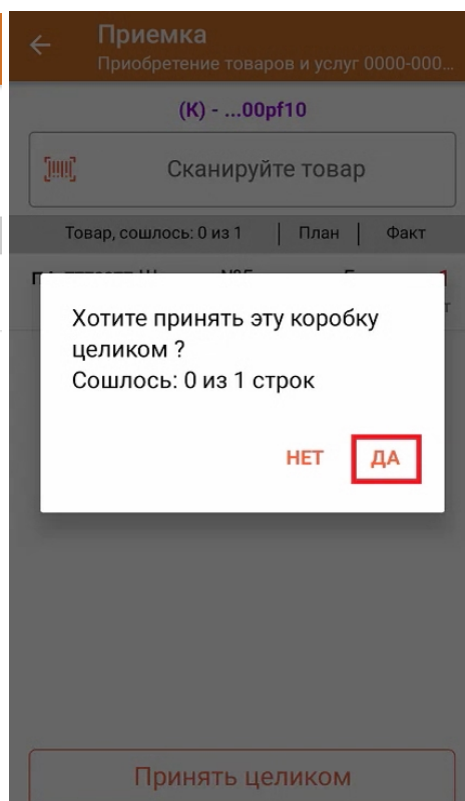 Приемка
Приобретение товаров и услуг 0000-000...
(К) - ...00pf10
Сканируйте товар
Товар, сошлось: 0 из 1 | План | Факт
Хотите принять эту коробку
целиком ?
Сошлось: 0 из 1 строк
НЕТ ДА
Принять целиком